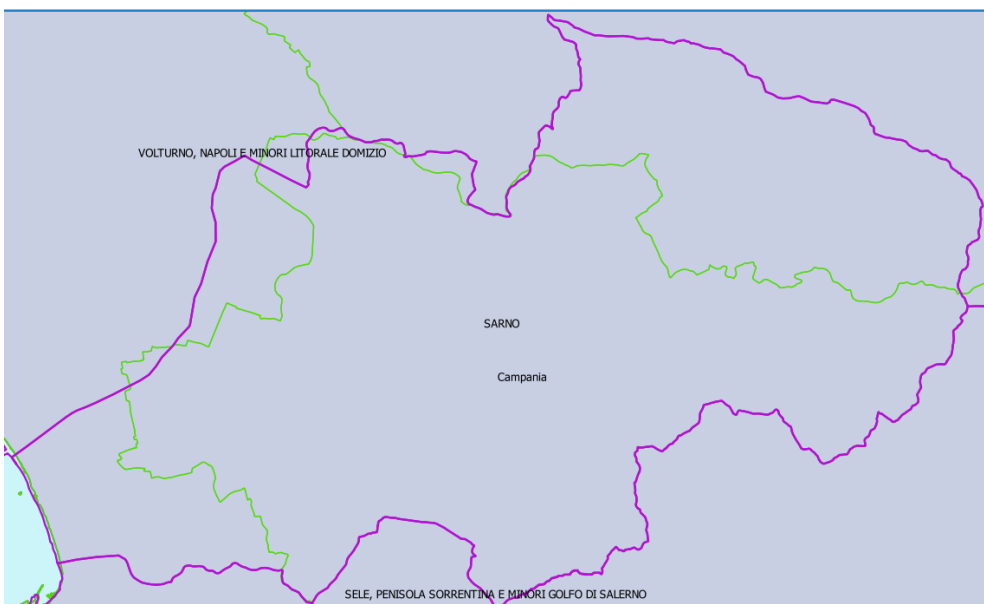 VOLTURNO, NAPOLI E MINORI LITORALE DOMIZIO
SARNO
Campania
SELE, PENISOLA SORRENTINA E MINORI GOLFO DI SALERNO